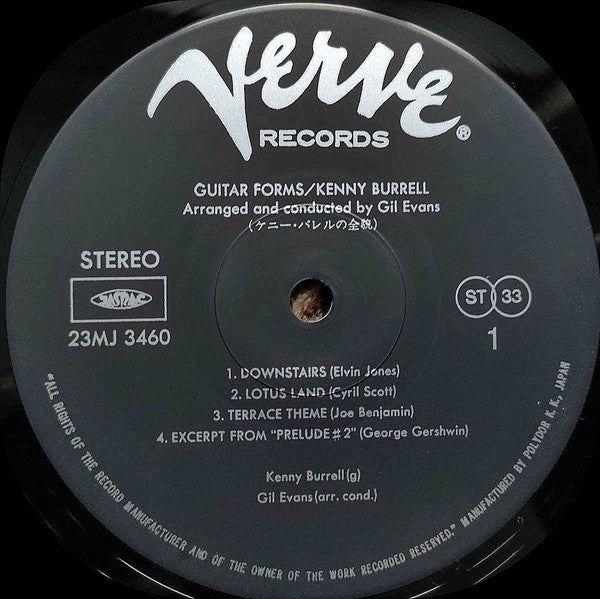 Verve®
RECORDS
GUITAR FORMS/KENNY BURRELL
Arranged and conducted by Gil Evans
(ケニー・バレルの全貌)
STEREO
JASRAC
23MJ 3460
ST 33
1
1. DOWNSTAIRS (Elvin Jones)
2. LOTUS LAND (Cyril Scott)
3. TERRACE THEME (Joe Benjamin)
4. EXCERPT FROM "PRELUDE♯2" (George Gershwin)
Kenny Burrell(g)
Gil Evans(arr. cond.)
"ALL RIGHTS OF THE RECORD MANUFACTURER AND OF THE OWNER OF THE WORK RECORDED RESERVED." MANUFACTURED BY POLYDOR K. K., JAPAN